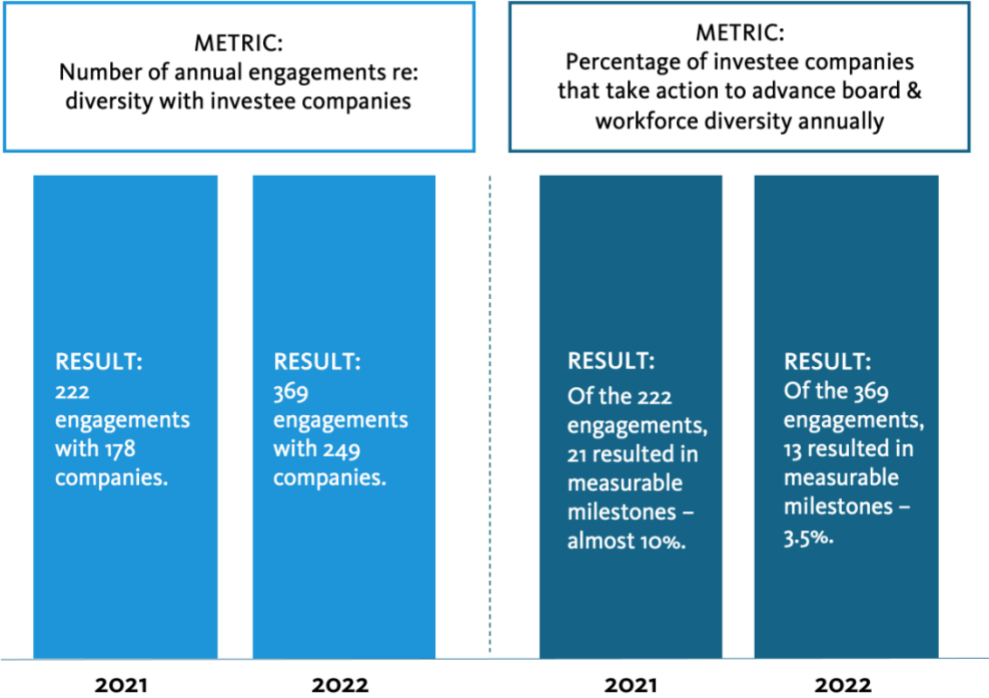 METRIC:
Number of annual engagements re:
diversity with investee companies
METRIC:
Percentage of investee companies
that take action to advance board &
workforce diversity annually
RESULT:
222
engagements
with 178
companies.
RESULT:
369
engagements
with 249
companies.
RESULT:
Of the 222
engagements,
21 resulted in
measurable
milestones –
almost 10%.
RESULT:
Of the 369
engagements,
13 resulted in
measurable
milestones –
3.5%.
2021
2022
2021
2022